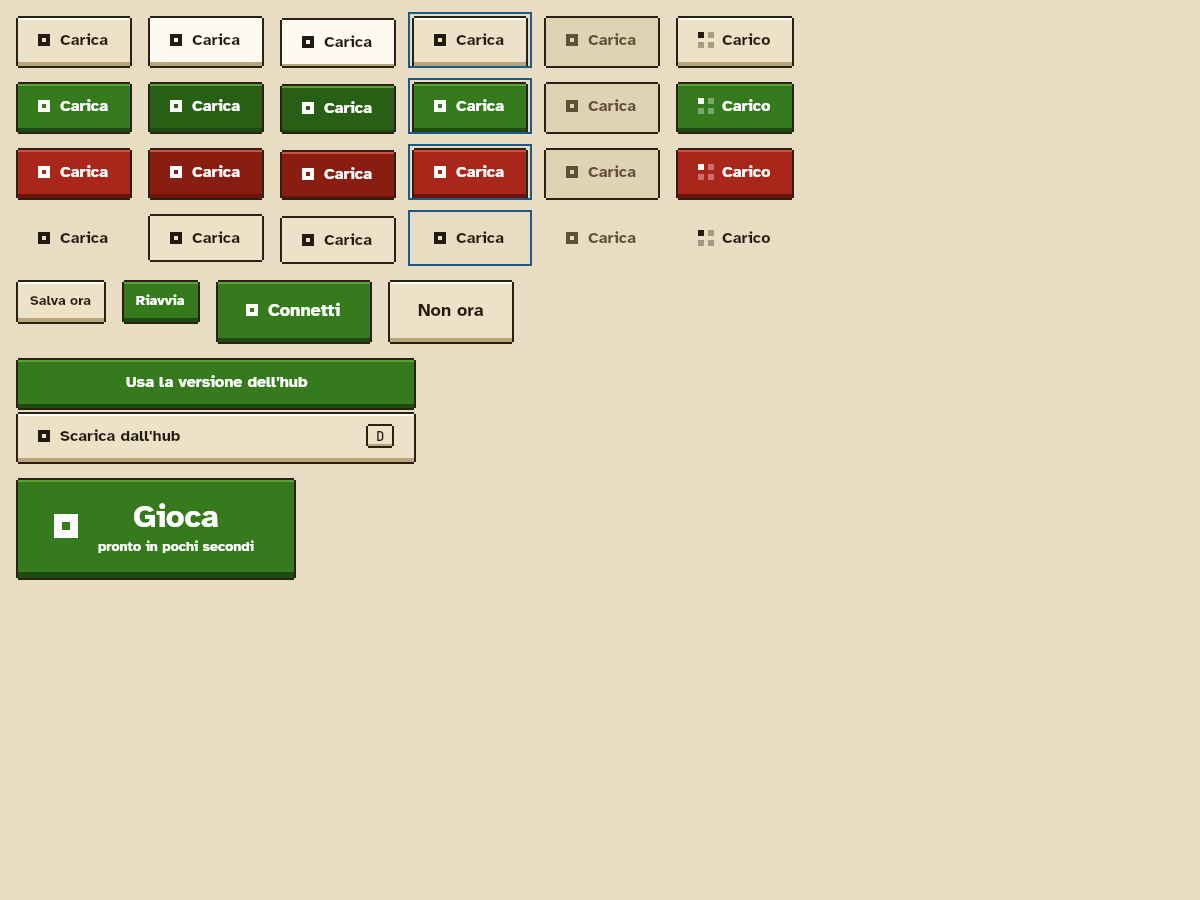 Carica Carica Carica Carica Carica Carico
Carica Carica Carica Carica Carica Carico
Carica Carica Carica Carica Carica Carico
Carica Carica Carica Carica Carica Carico
Salva ora Riavvia Connetti Non ora
Usa la versione dell'hub
Scarica dall'hub D
Gioca
pronto in pochi secondi